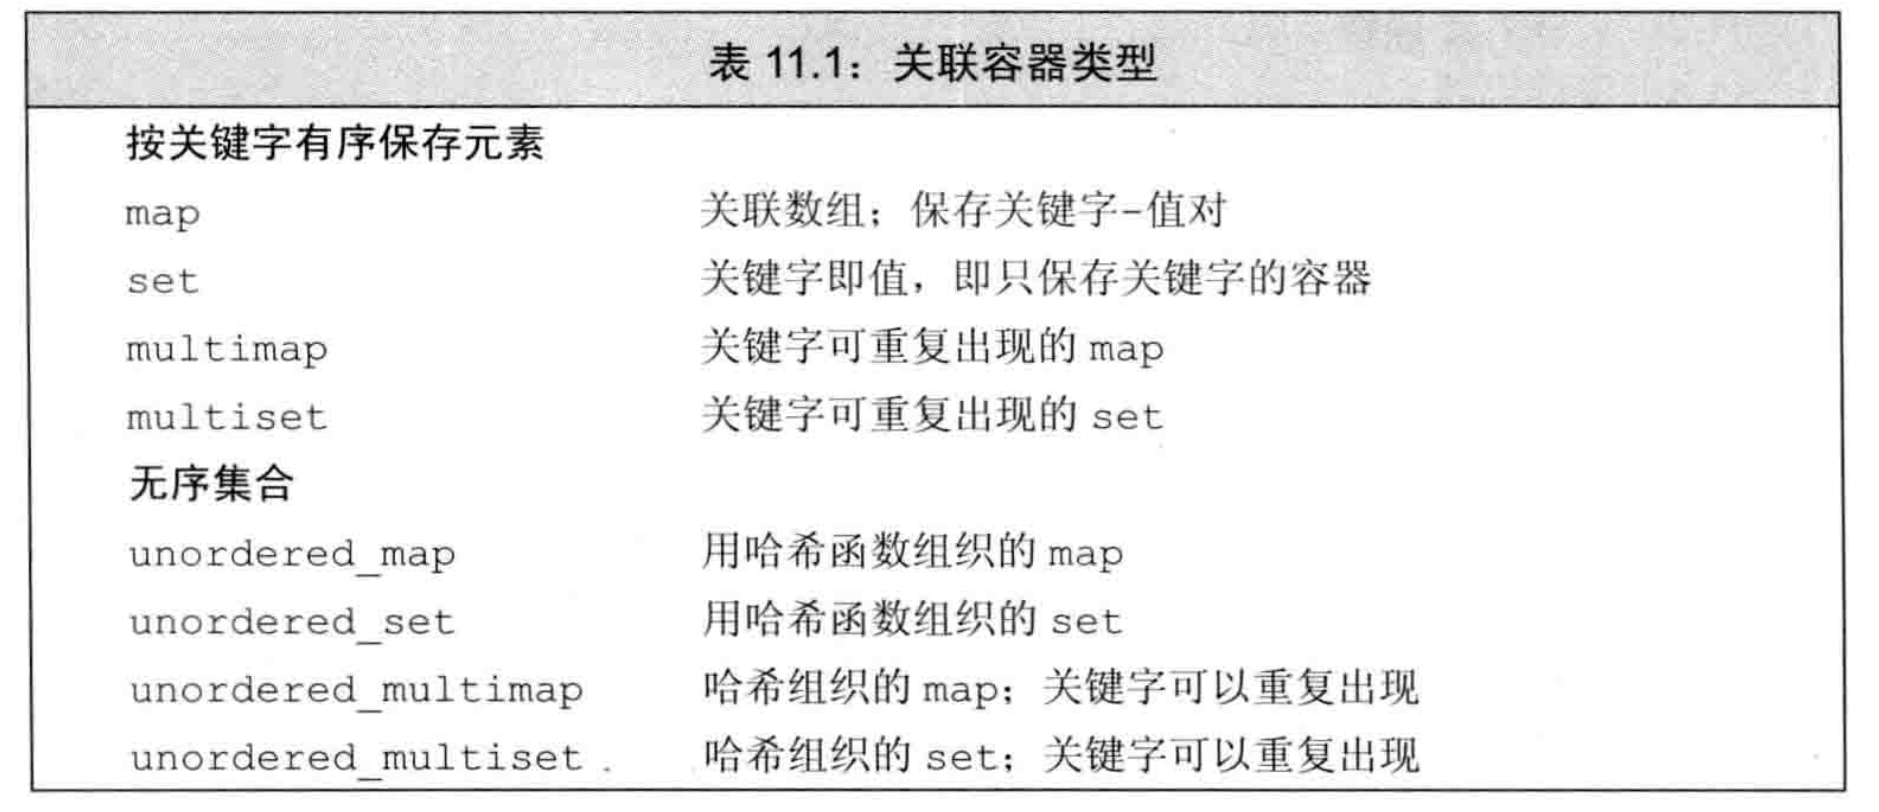 表 11.1：关联容器类型
按关键字有序保存元素
map 关联数组；保存关键字-值对
set 关键字即值，即只保存关键字的容器
multimap 关键字可重复出现的 map
multiset 关键字可重复出现的 set
无序集合
unordered_map 用哈希函数组织的 map
unordered_set 用哈希函数组织的 set
unordered_multimap 哈希组织的 map；关键字可以重复出现
unordered_multiset 哈希组织的 set；关键字可以重复出现